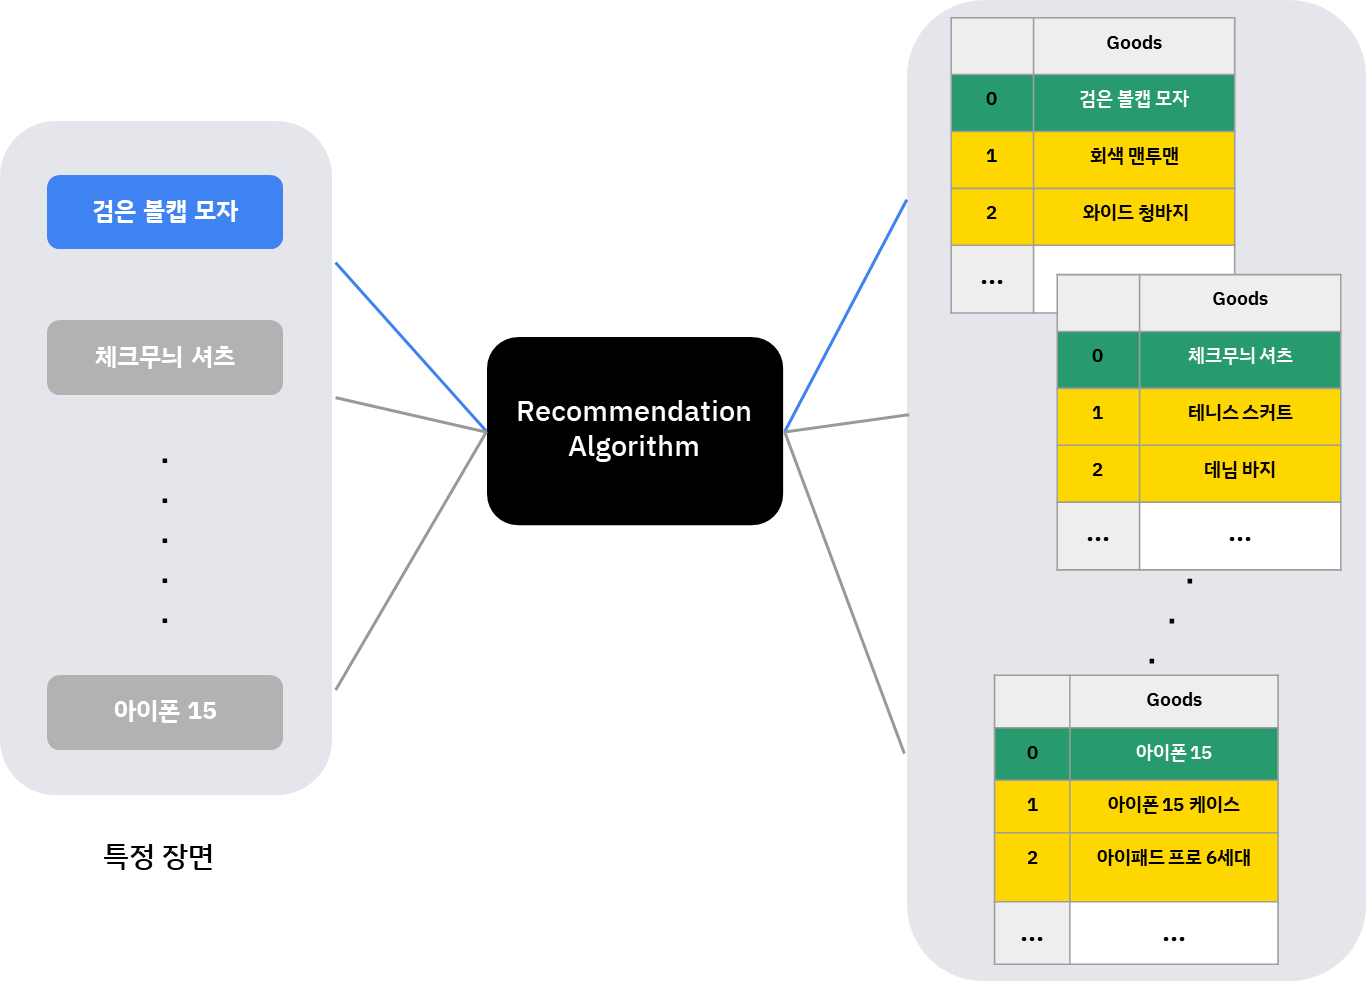 검은 볼캡 모자
체크무늬 셔츠
.
.
.
.
.
아이폰 15
특정 장면
Recommendation
Algorithm
Goods
0 검은 볼캡 모자
1 회색 맨투맨
2 와이드 청바지
...
Goods
0 체크무늬 셔츠
1 테니스 스커트
2 데님 바지
... ...
.
.
.
Goods
0 아이폰 15
1 아이폰 15 케이스
2 아이패드 프로 6세대
... ...